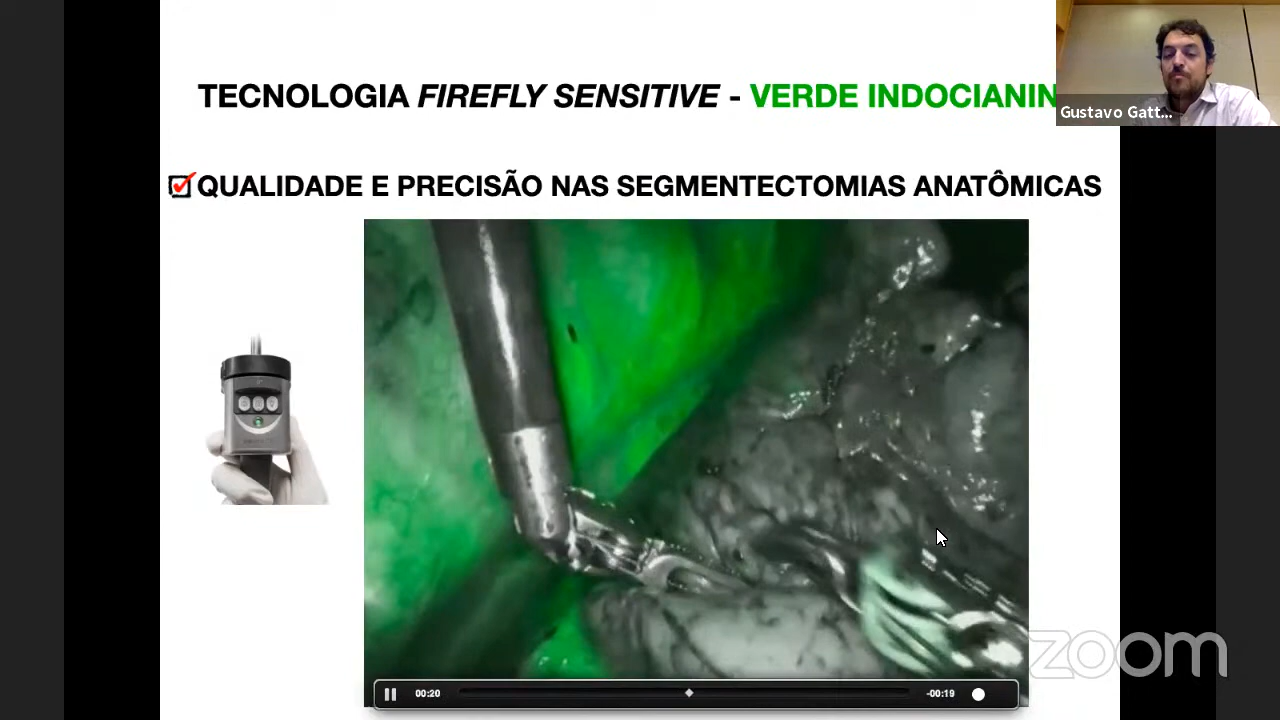 TECNOLOGIA FIREFLY SENSITIVE - VERDE INDOCIANIN
Gustavo Gatt...
QUALIDADE E PRECISÃO NAS SEGMENTECTOMIAS ANATÔMICAS
00:20
-00:19
zoom